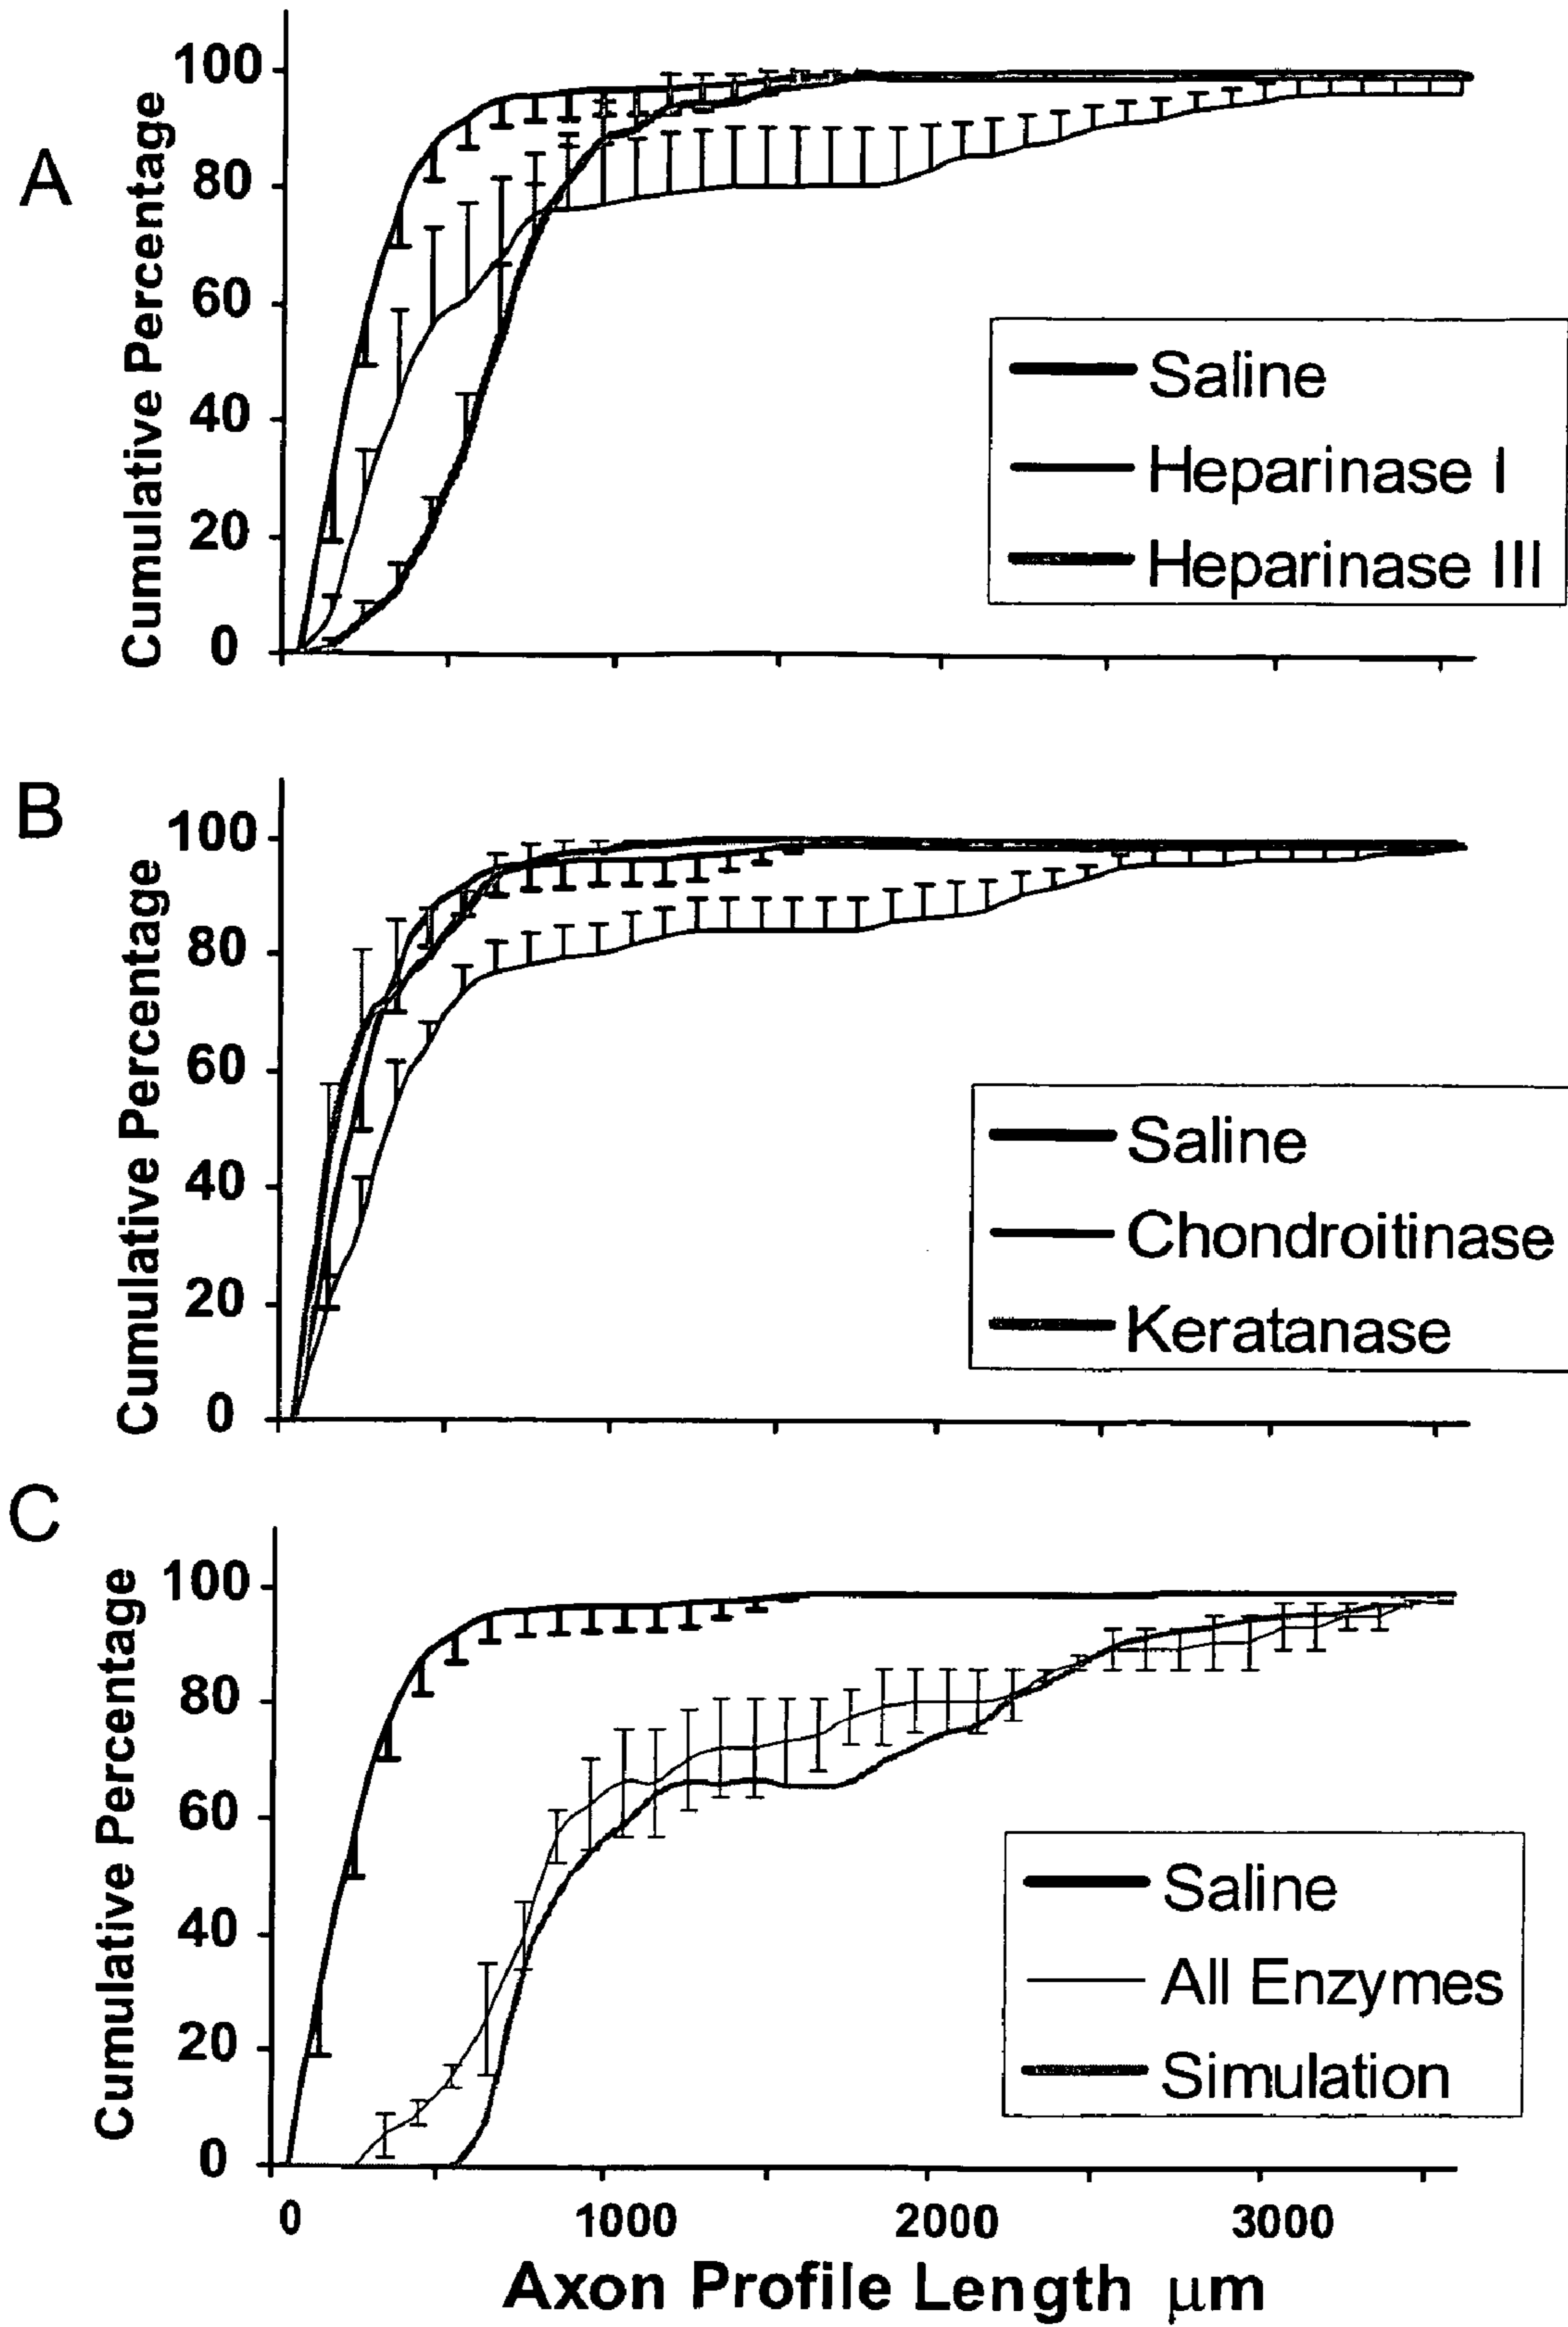 A
Cumulative Percentage
100
80
60
40
20
0
Saline
Heparinase I
Heparinase III
B
Cumulative Percentage
100
80
60
40
20
0
Saline
Chondroitinase
Keratanase
C
Cumulative Percentage
100
80
60
40
20
0
Saline
All Enzymes
Simulation
0 1000 2000 3000
Axon Profile Length μm